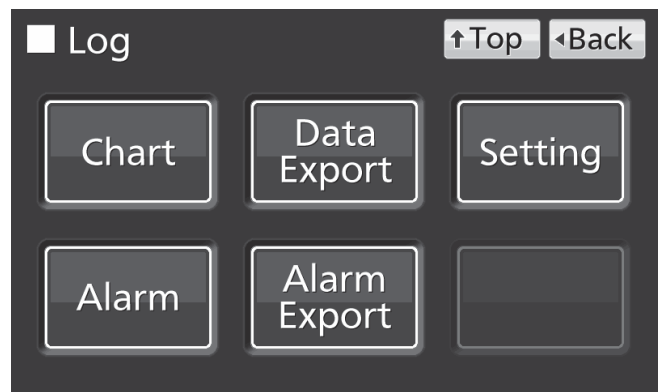 Log
↑Top
◂Back
Chart
Data
Export
Setting
Alarm
Alarm
Export